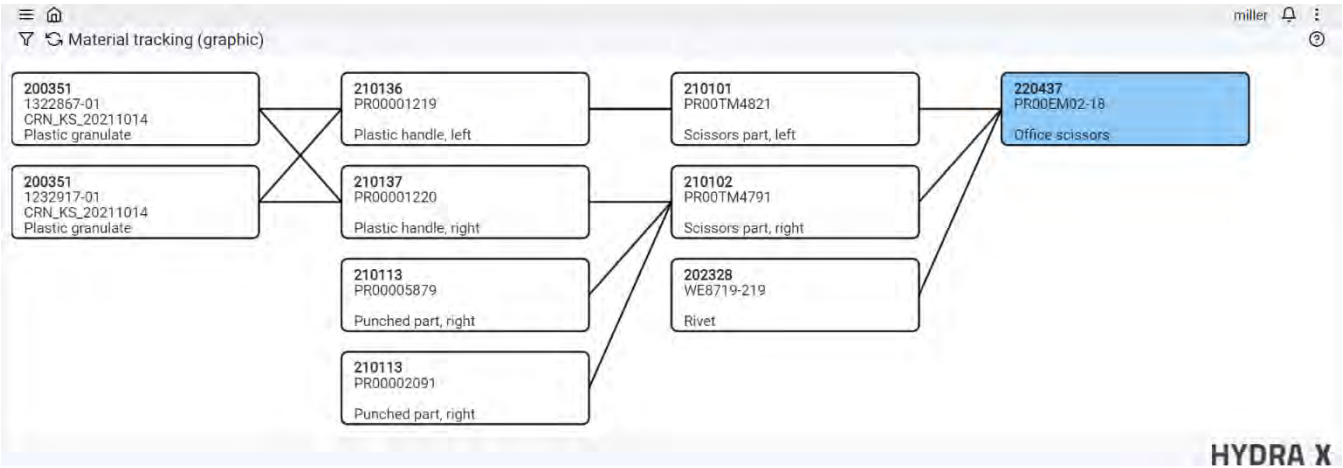 miller
Material tracking (graphic)
200351
1322867-01
CRN_KS_20211014
Plastic granulate
200351
1232917-01
CRN_KS_20211014
Plastic granulate
210136
PR00001219
Plastic handle, left
210137
PR00001220
Plastic handle, right
210113
PR00005879
Punched part, right
210113
PR00002091
Punched part, right
210101
PR00TM4821
Scissors part, left
210102
PR00TM4791
Scissors part, right
202328
WE8719-219
Rivet
220437
PR00EM02-18
Office scissors
HYDRA X